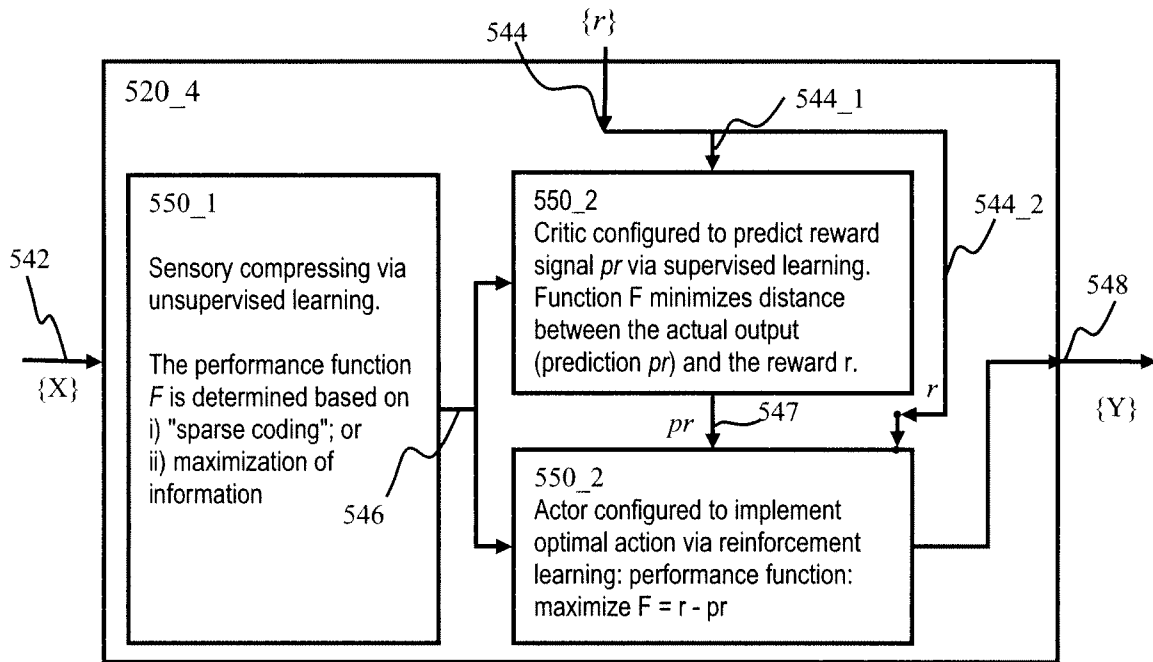 {r}
544
520_4
544_1
550_1
Sensory compressing via
unsupervised learning.
The performance function
F is determined based on
i) "sparse coding"; or
ii) maximization of
information
550_2
Critic configured to predict reward
signal pr via supervised learning.
Function F minimizes distance
between the actual output
(prediction pr) and the reward r.
544_2
542
{X}
548
{Y}
546
pr
547
r
550_2
Actor configured to implement
optimal action via reinforcement
learning: performance function:
maximize F = r - pr